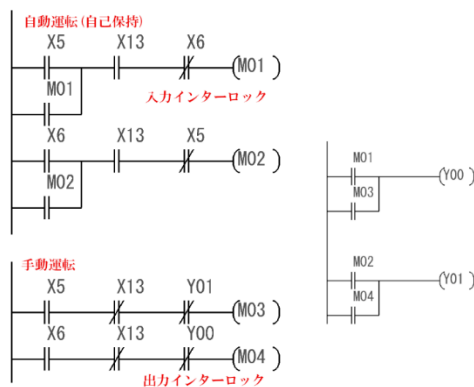 自動運転(自己保持)
X5 X13 X6
(M01)
M01
入力インターロック
X6 X13 X5
(M02)
M02
手動運転
X5 X13 Y01
(M03)
X6 X13 Y00
(M04)
出力インターロック
M01
(Y00)
M03
M02
(Y01)
M04